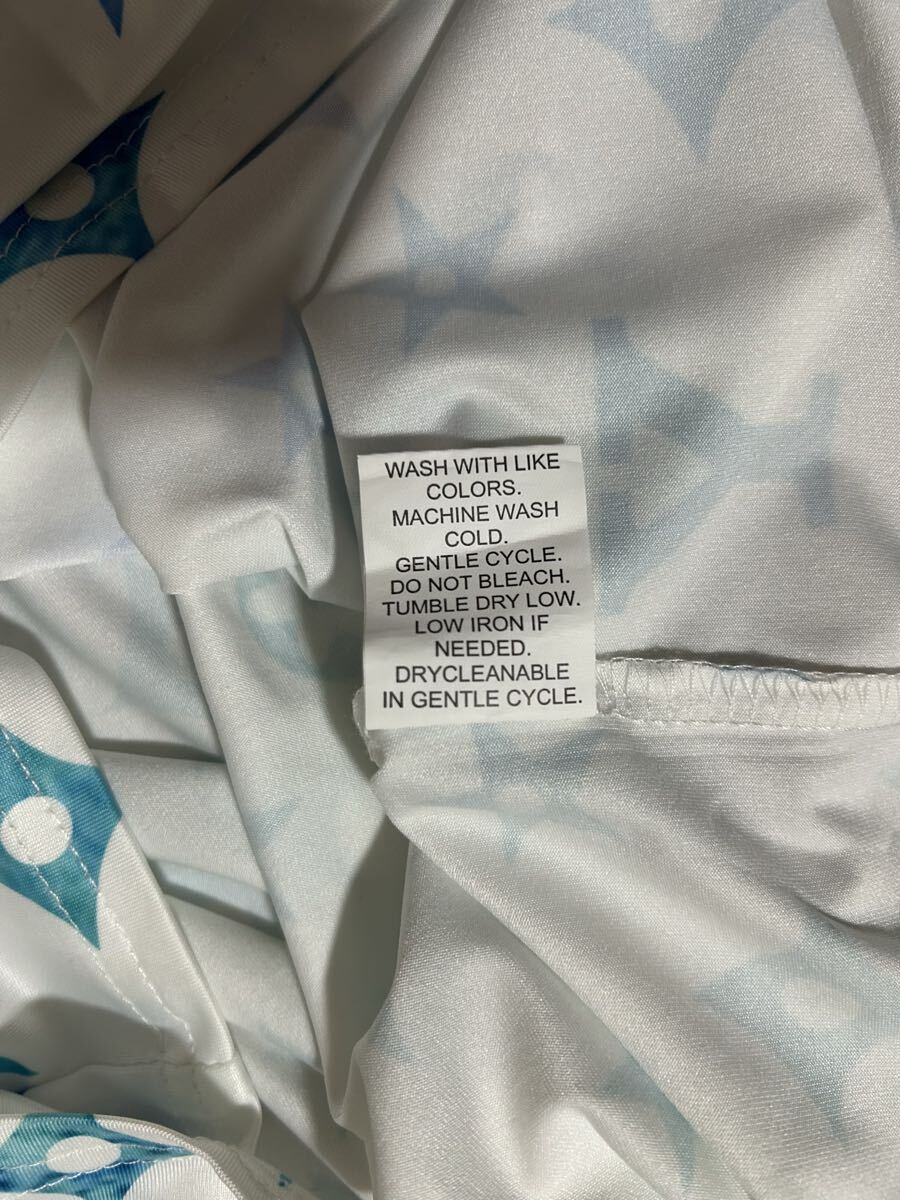 WASH WITH LIKE
COLORS.
MACHINE WASH
COLD.
GENTLE CYCLE.
DO NOT BLEACH.
TUMBLE DRY LOW.
LOW IRON IF
NEEDED.
DRYCLEANABLE
IN GENTLE CYCLE.